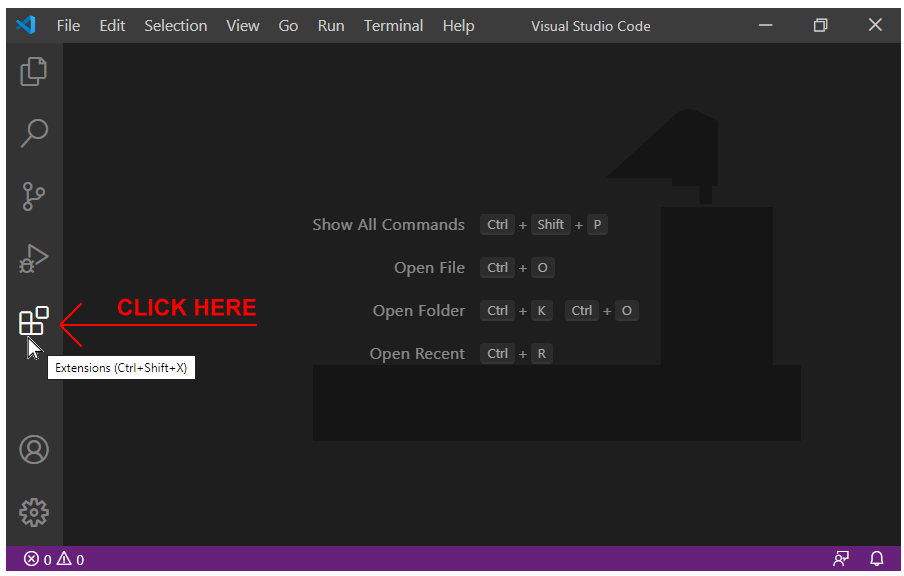 File Edit Selection View Go Run Terminal Help Visual Studio Code
Show All Commands Ctrl + Shift + P
Open File Ctrl + O
CLICK HERE
Open Folder Ctrl + K Ctrl + O
Open Recent Ctrl + R
Extensions (Ctrl+Shift+X)
0 0